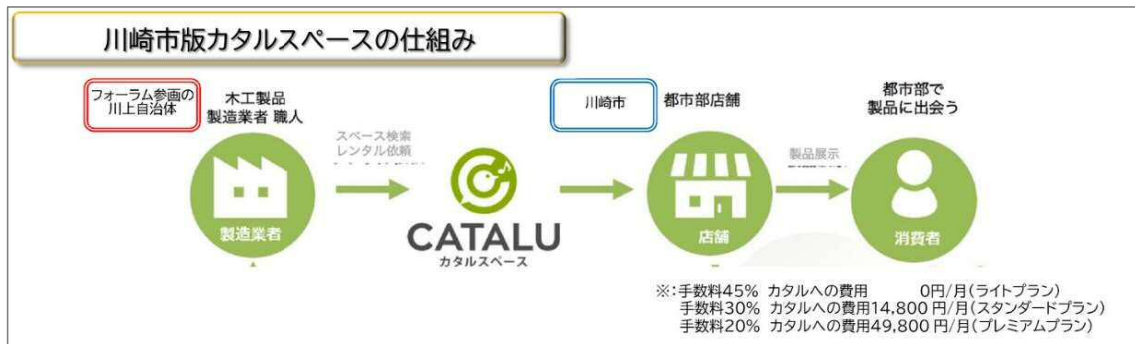 川崎市版カタルスペースの仕組み
フォーラム参画の
川上自治体
木工製品
製造業者 職人
川崎市
都市部店舗
都市部で
製品に出会う
スペース検索
レンタル依頼
製品展示
製造業者
CATALU
カタルスペース
店舗
消費者
※:手数料45% カタルへの費用 0円/月(ライトプラン)
手数料30% カタルへの費用14,800 円/月(スタンダードプラン)
手数料20% カタルへの費用49,800 円/月(プレミアムプラン)